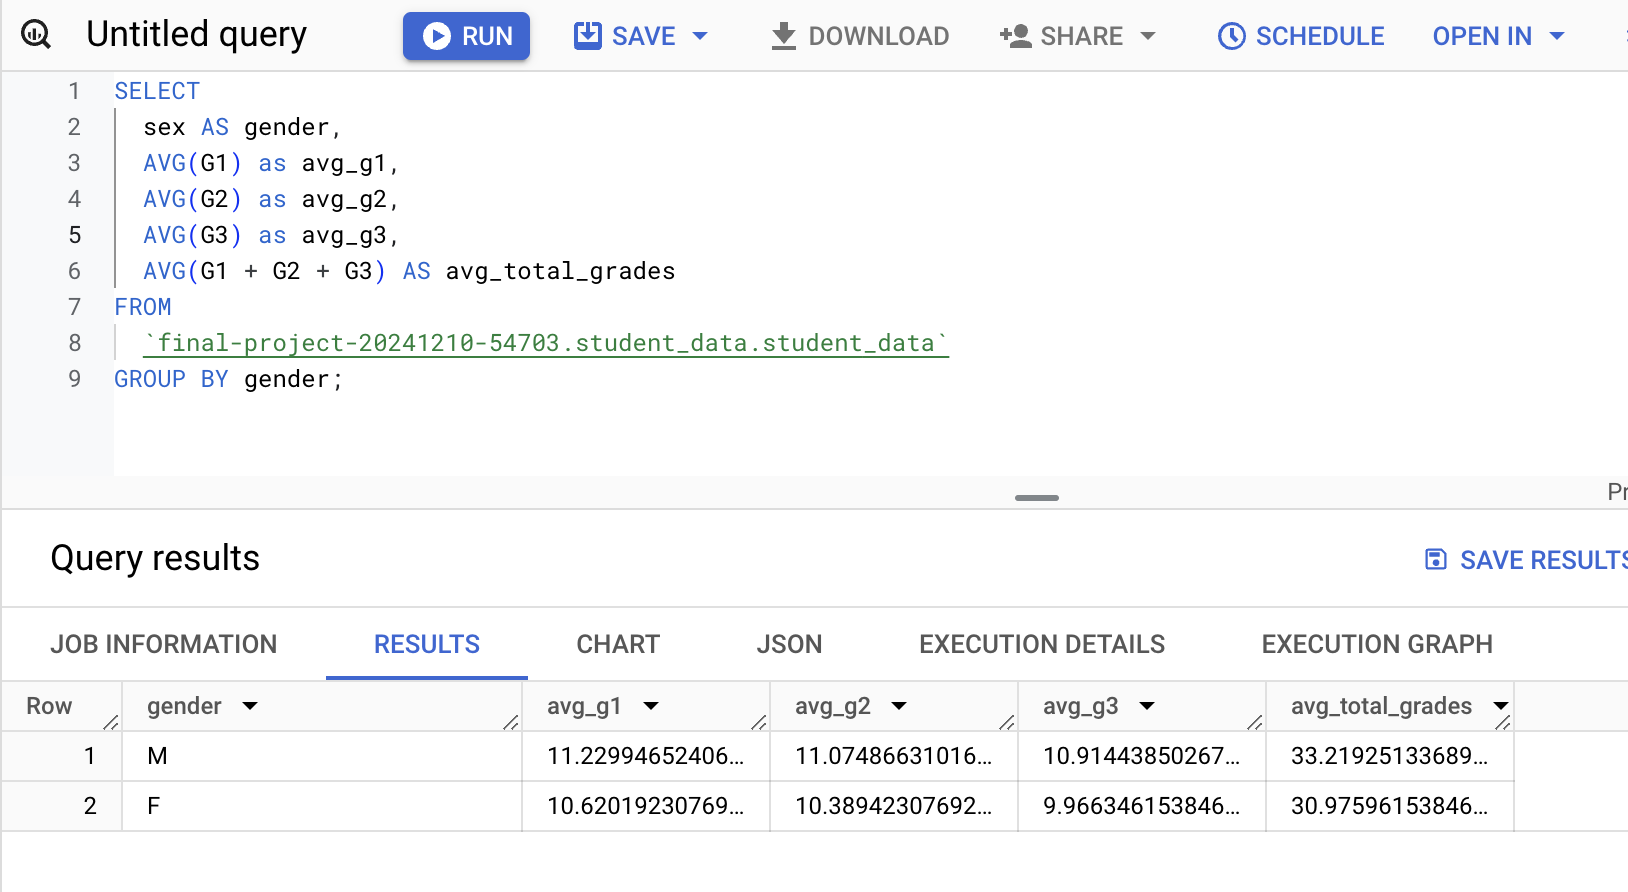 Untitled query RUN SAVE DOWNLOAD SHARE SCHEDULE OPEN IN
1 SELECT
2 sex AS gender,
3 AVG(G1) as avg_g1,
4 AVG(G2) as avg_g2,
5 AVG(G3) as avg_g3,
6 AVG(G1 + G2 + G3) AS avg_total_grades
7 FROM
8 `final-project-20241210-54703.student_data.student_data`
9 GROUP BY gender;
Pr
Query results SAVE RESULTS
JOB INFORMATION RESULTS CHART JSON EXECUTION DETAILS EXECUTION GRAPH
Row gender avg_g1 avg_g2 avg_g3 avg_total_grades
1 M 11.22994652406... 11.07486631016... 10.91443850267... 33.21925133689...
2 F 10.62019230769... 10.38942307692... 9.966346153846... 30.97596153846...